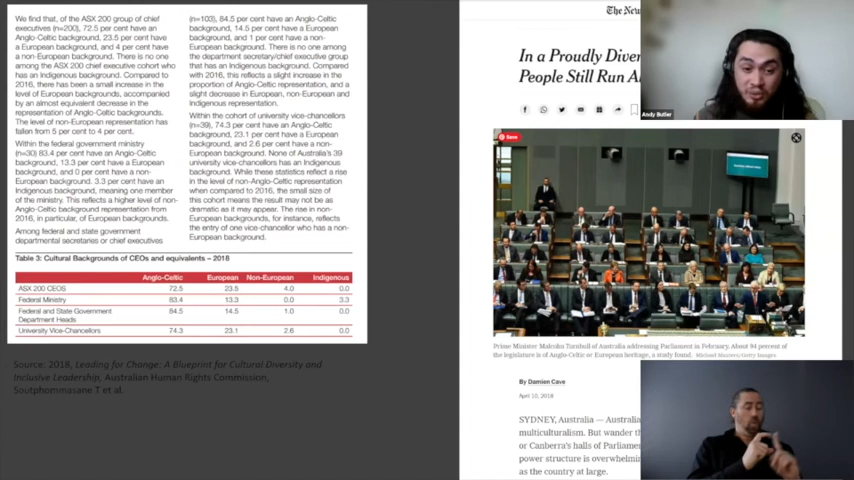 We find that, of the ASX 200 group of chief
executives (n=200), 72.5 per cent have an
Anglo-Celtic background, 23.5 per cent have
a European background, and 4 per cent have
a non-European background. There is no one
among the ASX 200 chief executive cohort who
has an Indigenous background. Compared to
2016, there has been a small increase in the
level of European backgrounds, accompanied
by an almost equivalent decrease in the
representation of Anglo-Celtic backgrounds.
The level of non-European representation has
fallen from 5 per cent to 4 per cent.
Within the federal government ministry
(n=30) 83.4 per cent have an Anglo-Celtic
background, 13.3 per cent have a European
background, and 0 per cent have a non-
European background. 3.3 per cent have an
Indigenous background, meaning one member
of the ministry. This reflects a higher level of non-
Anglo-Celtic background representation from
2016, in particular, of European backgrounds.
Among federal and state government
departmental secretaries or chief executives
(n=103), 84.5 per cent have an Anglo-Celtic
background, 14.5 per cent have a European
background, and 1 per cent have a non-
European background. There is no one among
the department secretary/chief executive group
that has an Indigenous background. Compared
with 2016, this reflects a slight increase in the
proportion of Anglo-Celtic representation, and a
slight decrease in European, non-European and
Indigenous representation.
Within the cohort of university vice-chancellors
(n=39), 74.3 per cent have an Anglo-Celtic
background, 23.1 per cent have a European
background, and 2.6 per cent have a non-
European background. None of Australia's 39
university vice-chancellors has an Indigenous
background. While these statistics reflect a rise
in the level of non-Anglo-Celtic representation
when compared to 2016, the small size of
this cohort means the result may not be as
dramatic as it may appear. The rise in non-
European backgrounds, for instance, reflects
the entry of one vice-chancellor who has a non-
European background.
Table 3: Cultural Backgrounds of CEOs and equivalents – 2018
Anglo-Celtic European Non-European Indigenous
ASX 200 CEOS 72.5 23.5 4.0 0.0
Federal Ministry 83.4 13.3 0.0 3.3
Federal and State Government
Department Heads 84.5 14.5 1.0 0.0
University Vice-Chancellors 74.3 23.1 2.6 0.0
Source: 2018, Leading for Change: A Blueprint for Cultural Diversity and
Inclusive Leadership, Australian Human Rights Commission,
Soutphommasane T et al.
The New
In a Proudly Dive
People Still Run A
Save
Andy Butler
Prime Minister Malcolm Turnbull of Australia addressing Parliament in February. About 94 percent of
the legislature is of Anglo-Celtic or European heritage, a study found. Michael Masters/Getty Images
By Damien Cave
April 10, 2018
SYDNEY, Australia — Austral
multiculturalism. But wander th
or Canberra's halls of Parliame
power structure is overwhelmin
as the country at large.